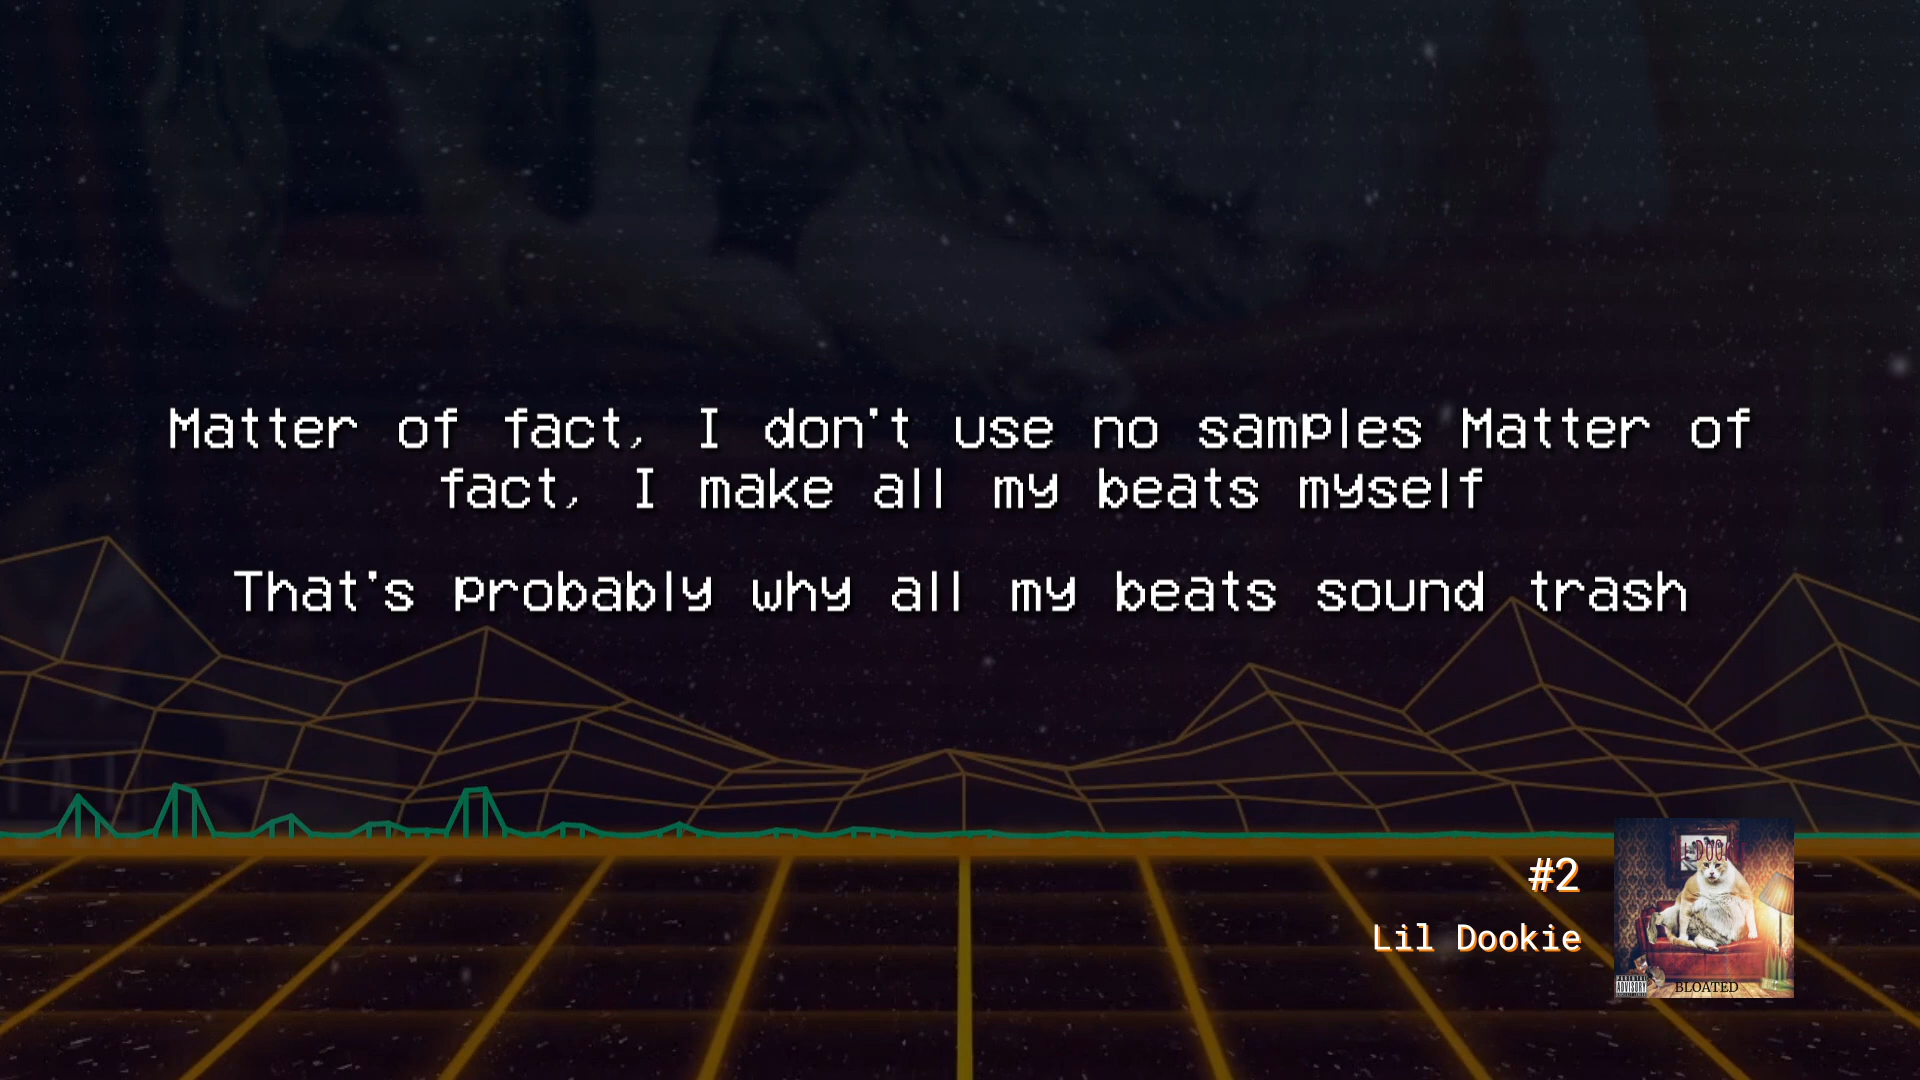 Matter of fact, I don't use no samples Matter of
fact, I make all my beats myself
That's probably why all my beats sound trash
#2
Lil Dookie
BLOATED